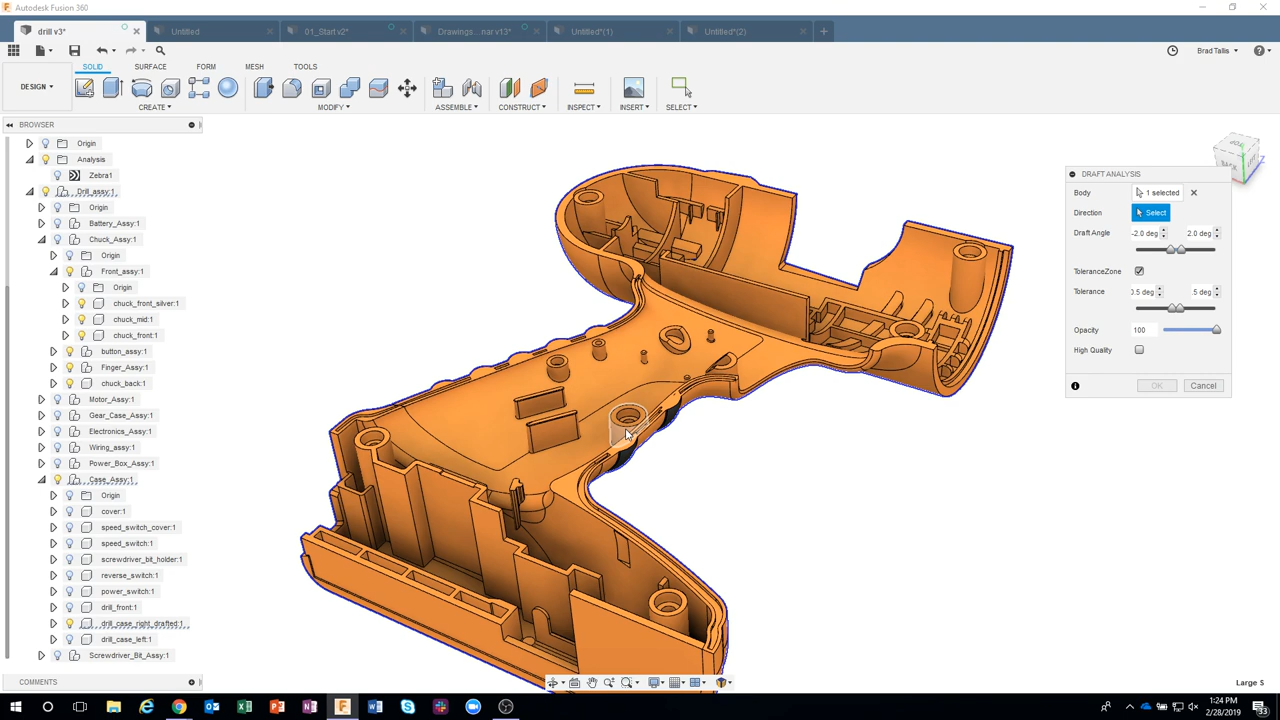 Autodesk Fusion 360
drill v3*
Untitled
01_Start v2*
Drawings ... nar v13*
Untitled*(1)
Untitled*(2)
Brad Tallis
DESIGN
SOLID
SURFACE
FORM
MESH
TOOLS
CREATE
MODIFY
ASSEMBLE
CONSTRUCT
INSPECT
INSERT
SELECT
BROWSER
Origin
Analysis
Zebra1
Drill_assy:1
Origin
Battery_Assy:1
Chuck_Assy:1
Origin
Front_assy:1
Origin
chuck_front_silver:1
chuck_mid:1
chuck_front:1
button_assy:1
Finger_Assy:1
chuck_back:1
Motor_Assy:1
Gear_Case_Assy:1
Electronics_Assy:1
Wiring_assy:1
Power_Box_Assy:1
Case_Assy:1
Origin
cover:1
speed_switch_cover:1
speed_switch:1
screwdriver_bit_holder:1
reverse_switch:1
power_switch:1
drill_front:1
drill_case_right_drafted:1
drill_case_left:1
Screwdriver_Bit_Assy:1
COMMENTS
DRAFT ANALYSIS
Body 1 selected
Direction Select
Draft Angle -2.0 deg 2.0 deg
ToleranceZone
Tolerance 0.5 deg .5 deg
Opacity 100
High Quality
OK Cancel
Large S
1:24 PM
2/28/2019
33